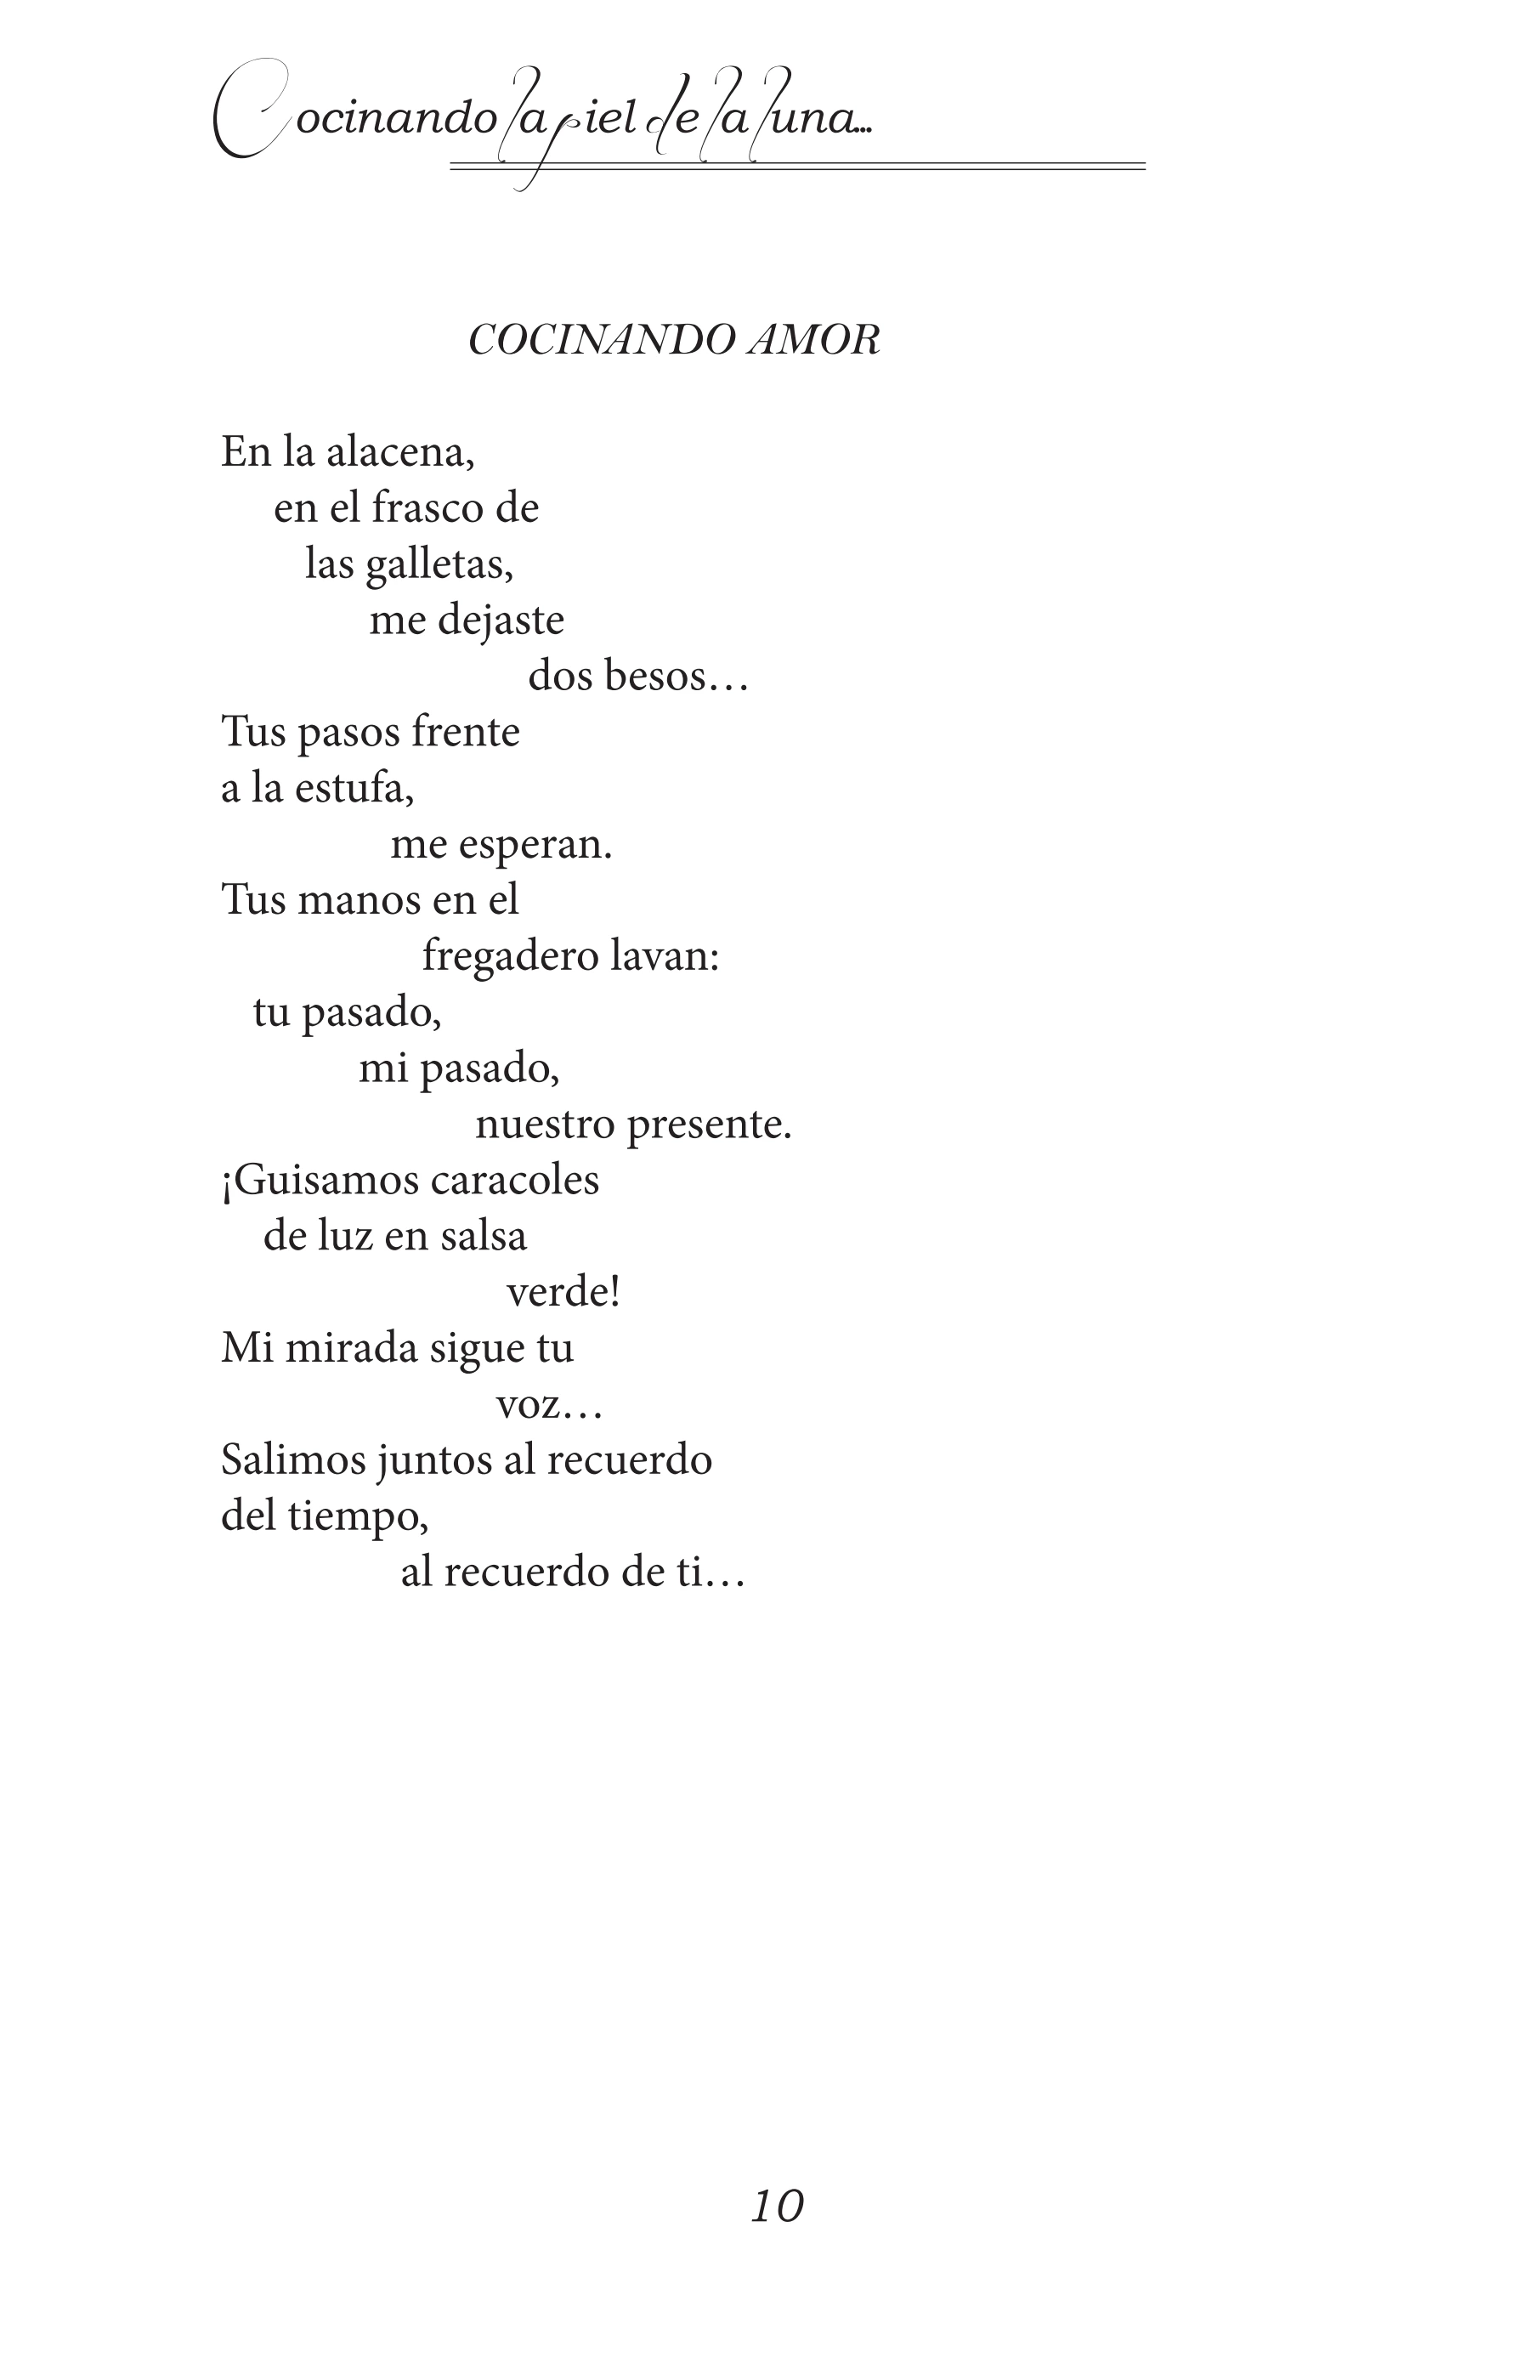 Cocinando la piel de la luna...
COCINANDO AMOR
En la alacena,
en el frasco de
las galletas,
me dejaste
dos besos…
Tus pasos frente
a la estufa,
me esperan.
Tus manos en el
fregadero lavan:
tu pasado,
mi pasado,
nuestro presente.
¡Guisamos caracoles
de luz en salsa
verde!
Mi mirada sigue tu
voz…
Salimos juntos al recuerdo
del tiempo,
al recuerdo de ti…
10